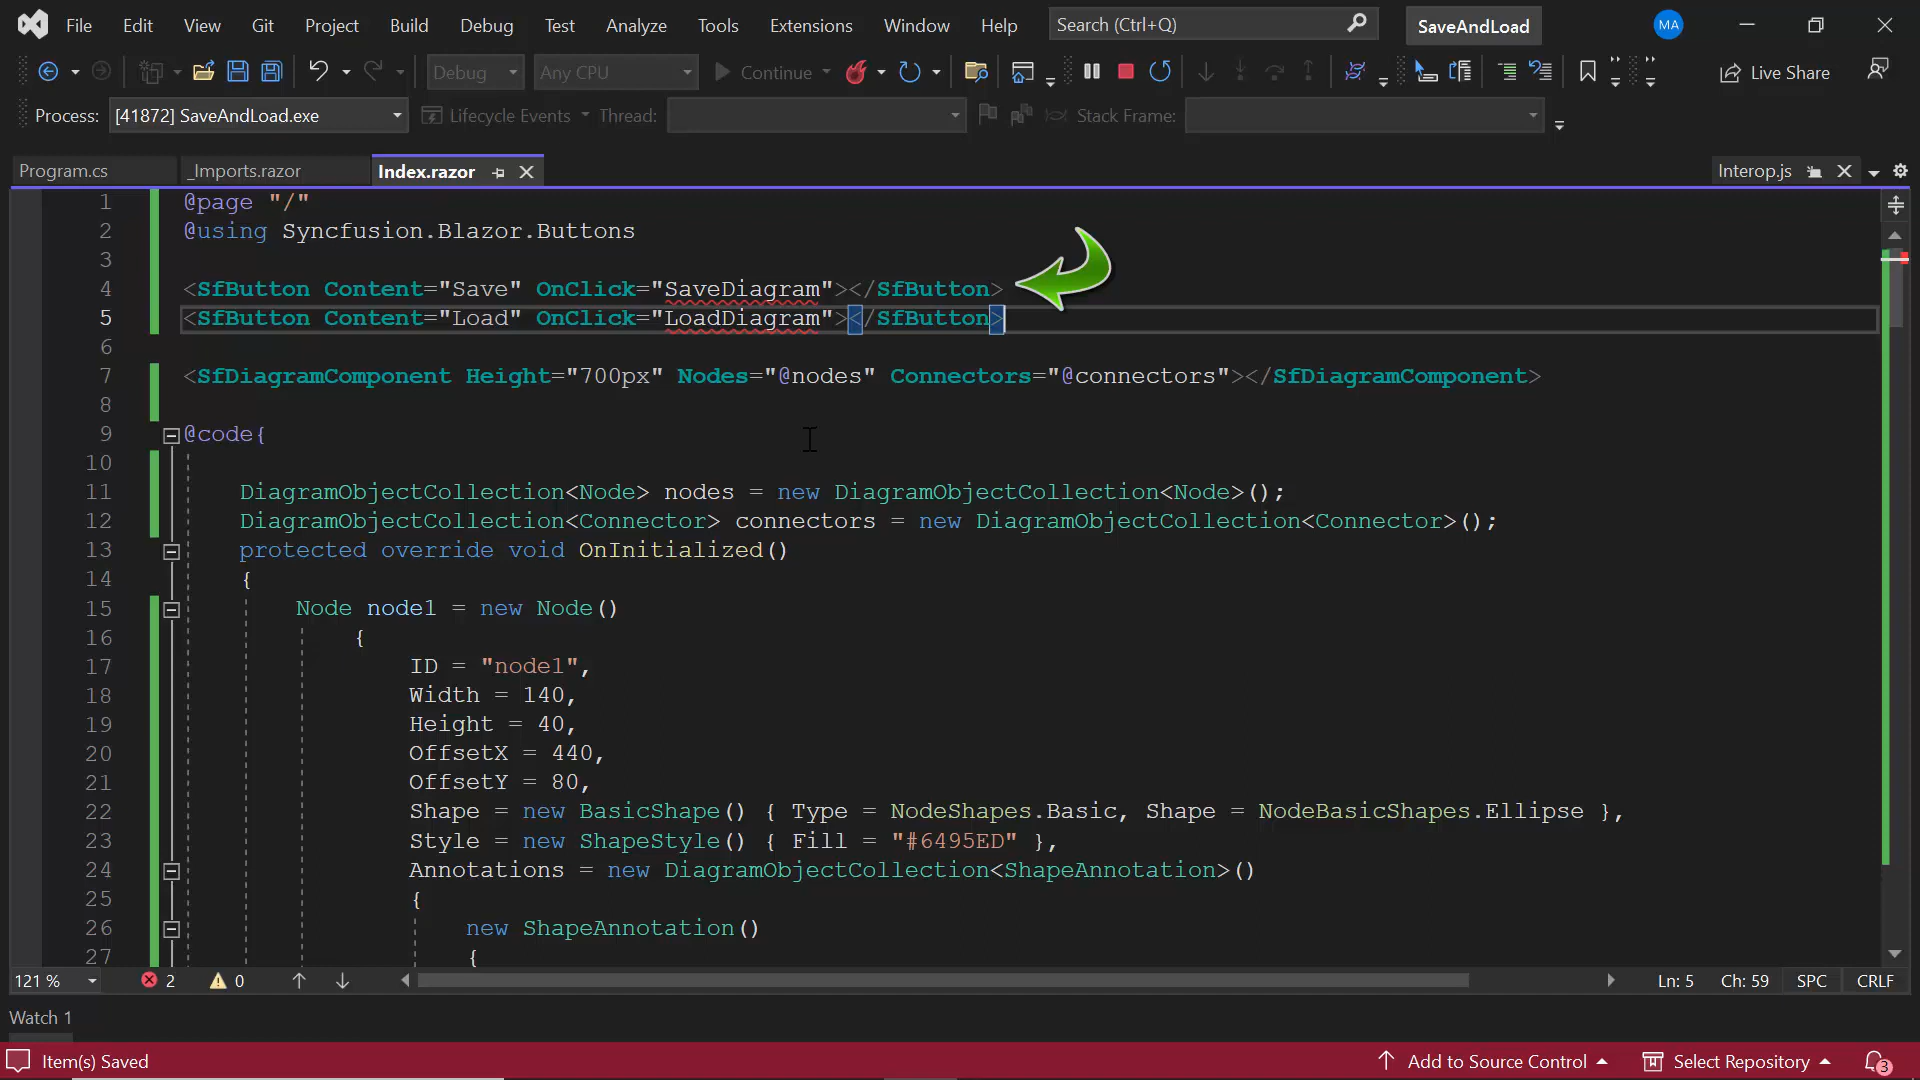 File Edit View Git Project Build Debug Test Analyze Tools Extensions Window Help Search (Ctrl+Q) SaveAndLoad MA
Debug Any CPU Continue Live Share
Process: [41872] SaveAndLoad.exe Lifecycle Events Thread: Stack Frame:
Program.cs _Imports.razor Index.razor Interop.js
1 @page "/"
2 @using Syncfusion.Blazor.Buttons
3
4 <SfButton Content="Save" OnClick="SaveDiagram"></SfButton>
5 <SfButton Content="Load" OnClick="LoadDiagram"></SfButton>
6
7 <SfDiagramComponent Height="700px" Nodes="@nodes" Connectors="@connectors"></SfDiagramComponent>
8
9 @code{
10
11 DiagramObjectCollection<Node> nodes = new DiagramObjectCollection<Node>();
12 DiagramObjectCollection<Connector> connectors = new DiagramObjectCollection<Connector>();
13 protected override void OnInitialized()
14 {
15 Node node1 = new Node()
16 {
17 ID = "node1",
18 Width = 140,
19 Height = 40,
20 OffsetX = 440,
21 OffsetY = 80,
22 Shape = new BasicShape() { Type = NodeShapes.Basic, Shape = NodeBasicShapes.Ellipse },
23 Style = new ShapeStyle() { Fill = "#6495ED" },
24 Annotations = new DiagramObjectCollection<ShapeAnnotation>()
25 {
26 new ShapeAnnotation()
27 {
121 % 2 0 Ln: 5 Ch: 59 SPC CRLF
Watch 1
Item(s) Saved Add to Source Control Select Repository 3